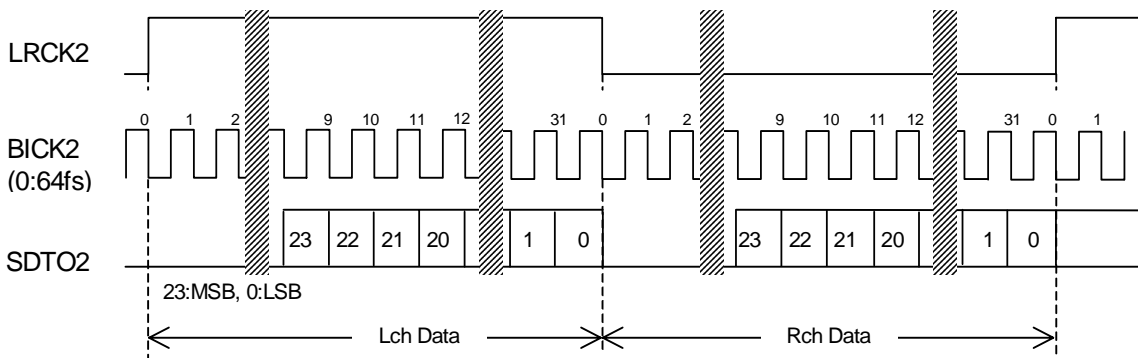 LRCK2
0 1 2 9 10 11 12 31 0 1 2 9 10 11 12 31 0 1
BICK2
(0:64fs)
23 22 21 20 1 0 23 22 21 20 1 0
SDTO2
23:MSB, 0:LSB
Lch Data Rch Data